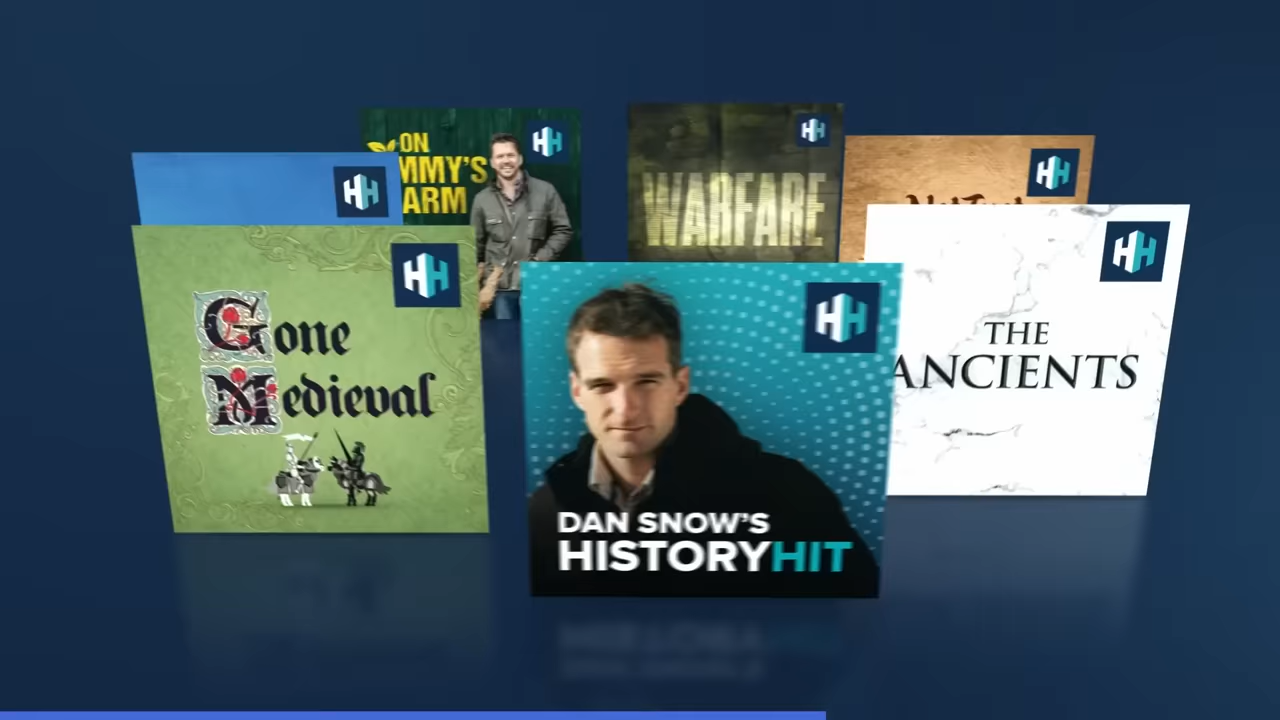 ON
MMY'S
ARM
WARFARE
Gone
Medieval
THE
ANCIENTS
DAN SNOW'S
HISTORYHIT
HH
HH
HH
HH
HH
HH
HH